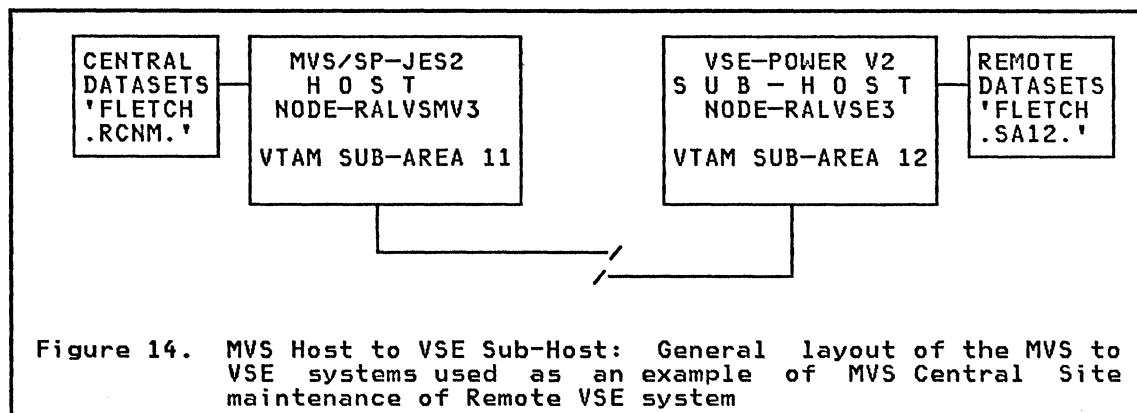 CENTRAL
DATASETS
'FLETCH
.RCNM.'
MVS/SP-JES2
H O S T
NODE-RALVSMV3
VTAM SUB-AREA 11
VSE-POWER V2
S U B - H O S T
NODE-RALVSE3
VTAM SUB-AREA 12
REMOTE
DATASETS
'FLETCH
.SA12.'
Figure 14. MVS Host to VSE Sub-Host: General layout of the MVS to
VSE systems used as an example of MVS Central Site
maintenance of Remote VSE system